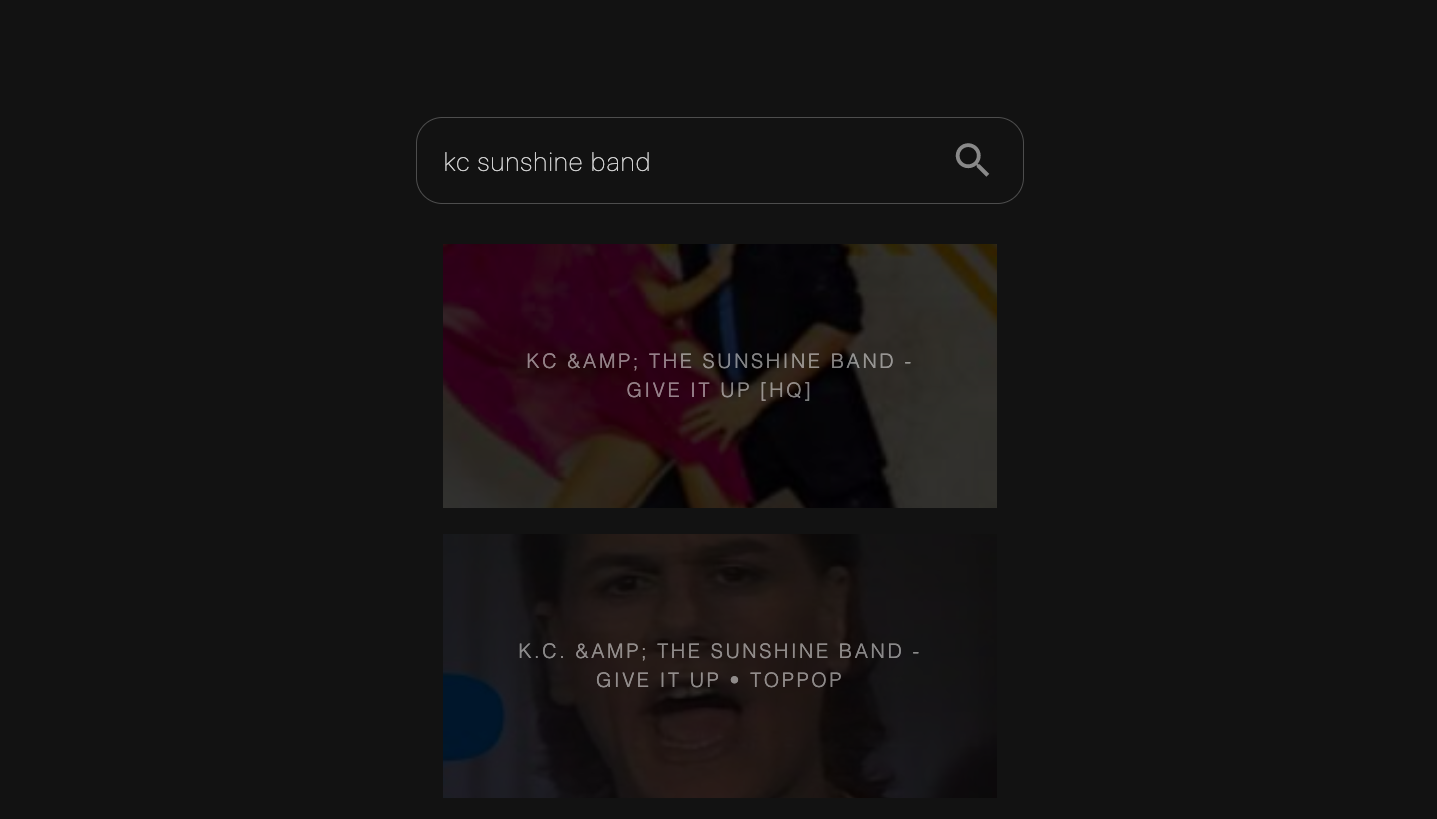 kc sunshine band
KC &AMP; THE SUNSHINE BAND -
GIVE IT UP [HQ]
K.C. &AMP; THE SUNSHINE BAND -
GIVE IT UP • TOPPOP